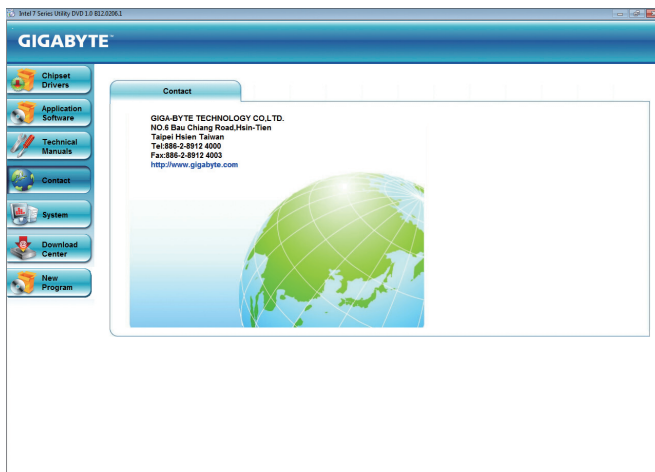 Intel 7 Series Utility DVD 1.0 B12.0206.1
GIGABYTE™
Chipset
Drivers
Application
Software
Technical
Manuals
Contact
System
Download
Center
New
Program
Contact
GIGA-BYTE TECHNOLOGY CO,LTD.
NO.6 Bau Chiang Road,Hsin-Tien
Taipei Hsien Taiwan
Tel:886-2-8912 4000
Fax:886-2-8912 4003
http://www.gigabyte.com